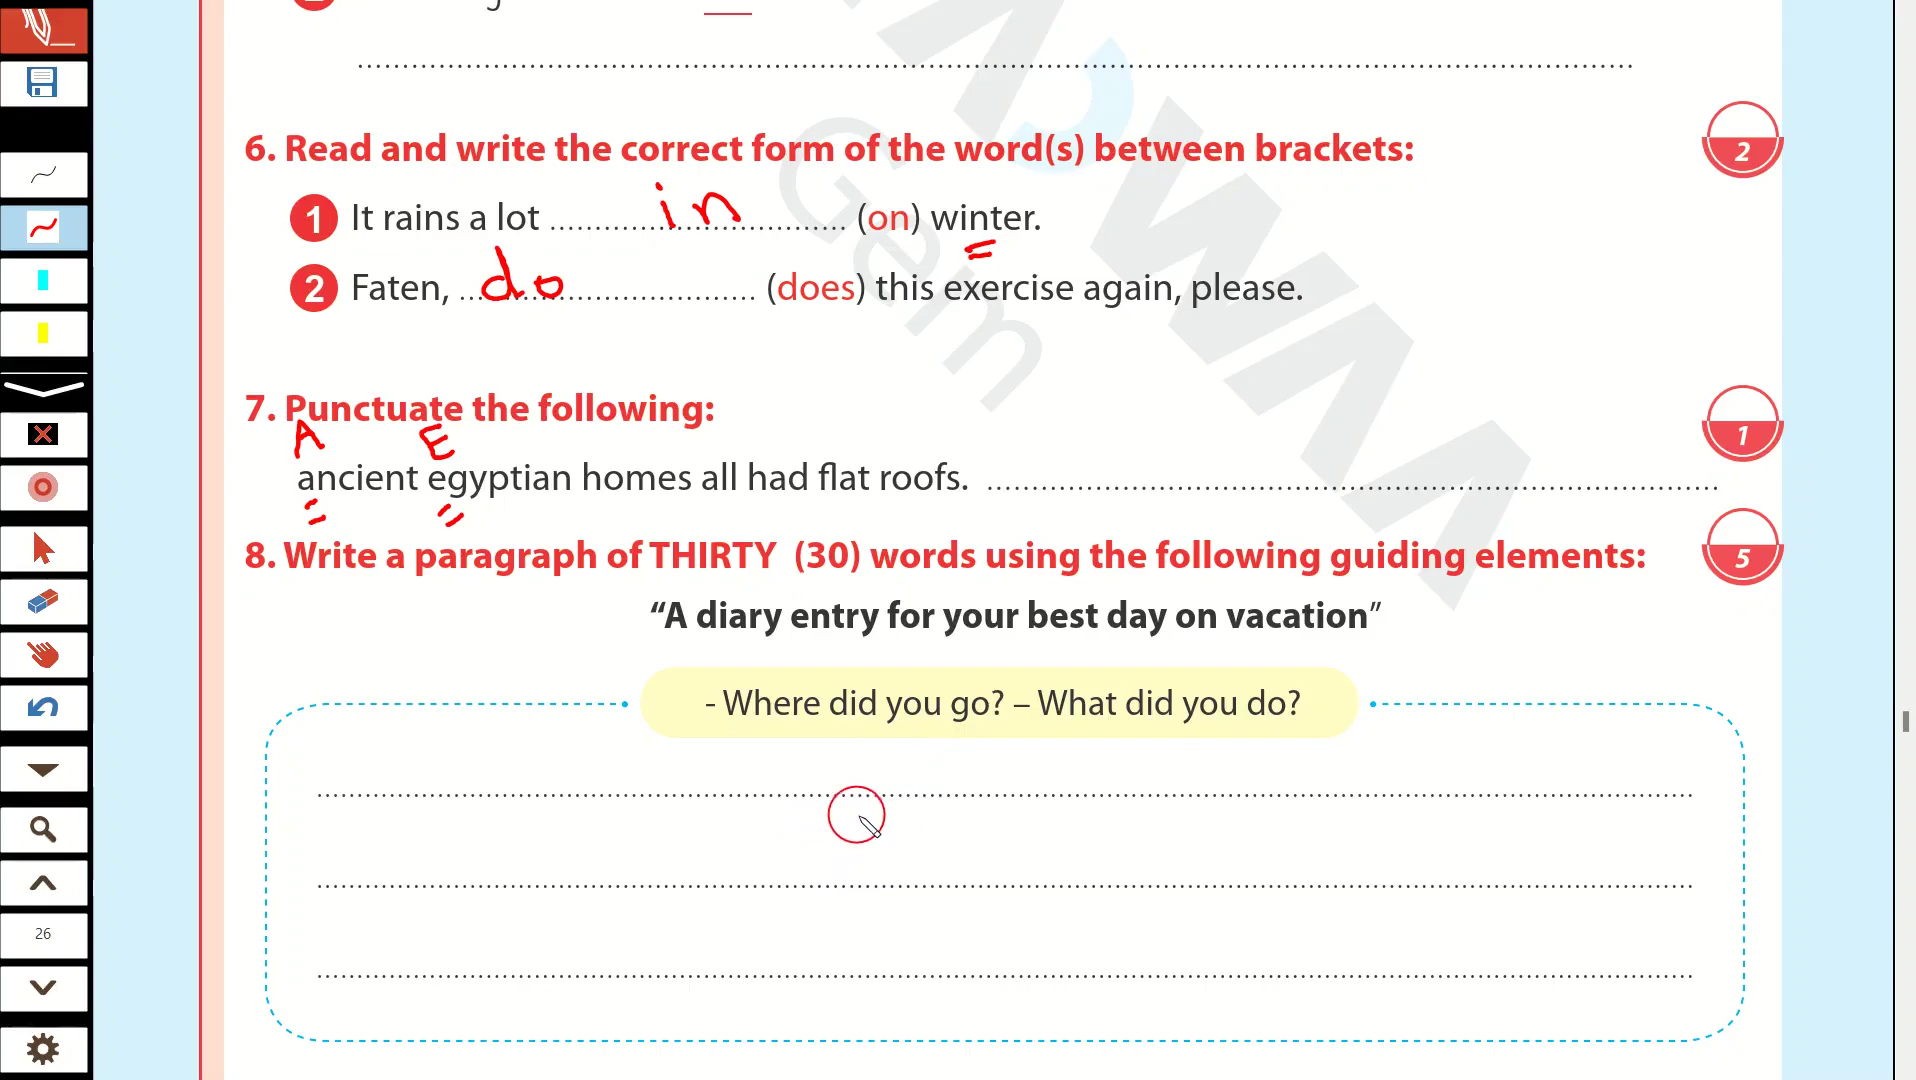 6. Read and write the correct form of the word(s) between brackets:
2
1 It rains a lot .......... in .......... (on) winter.
2 Faten, .......... do .......... (does) this exercise again, please.
7. Punctuate the following:
1
A E
ancient egyptian homes all had flat roofs. ..........
8. Write a paragraph of THIRTY (30) words using the following guiding elements:
5
“A diary entry for your best day on vacation”
- Where did you go? – What did you do?
26
Gem